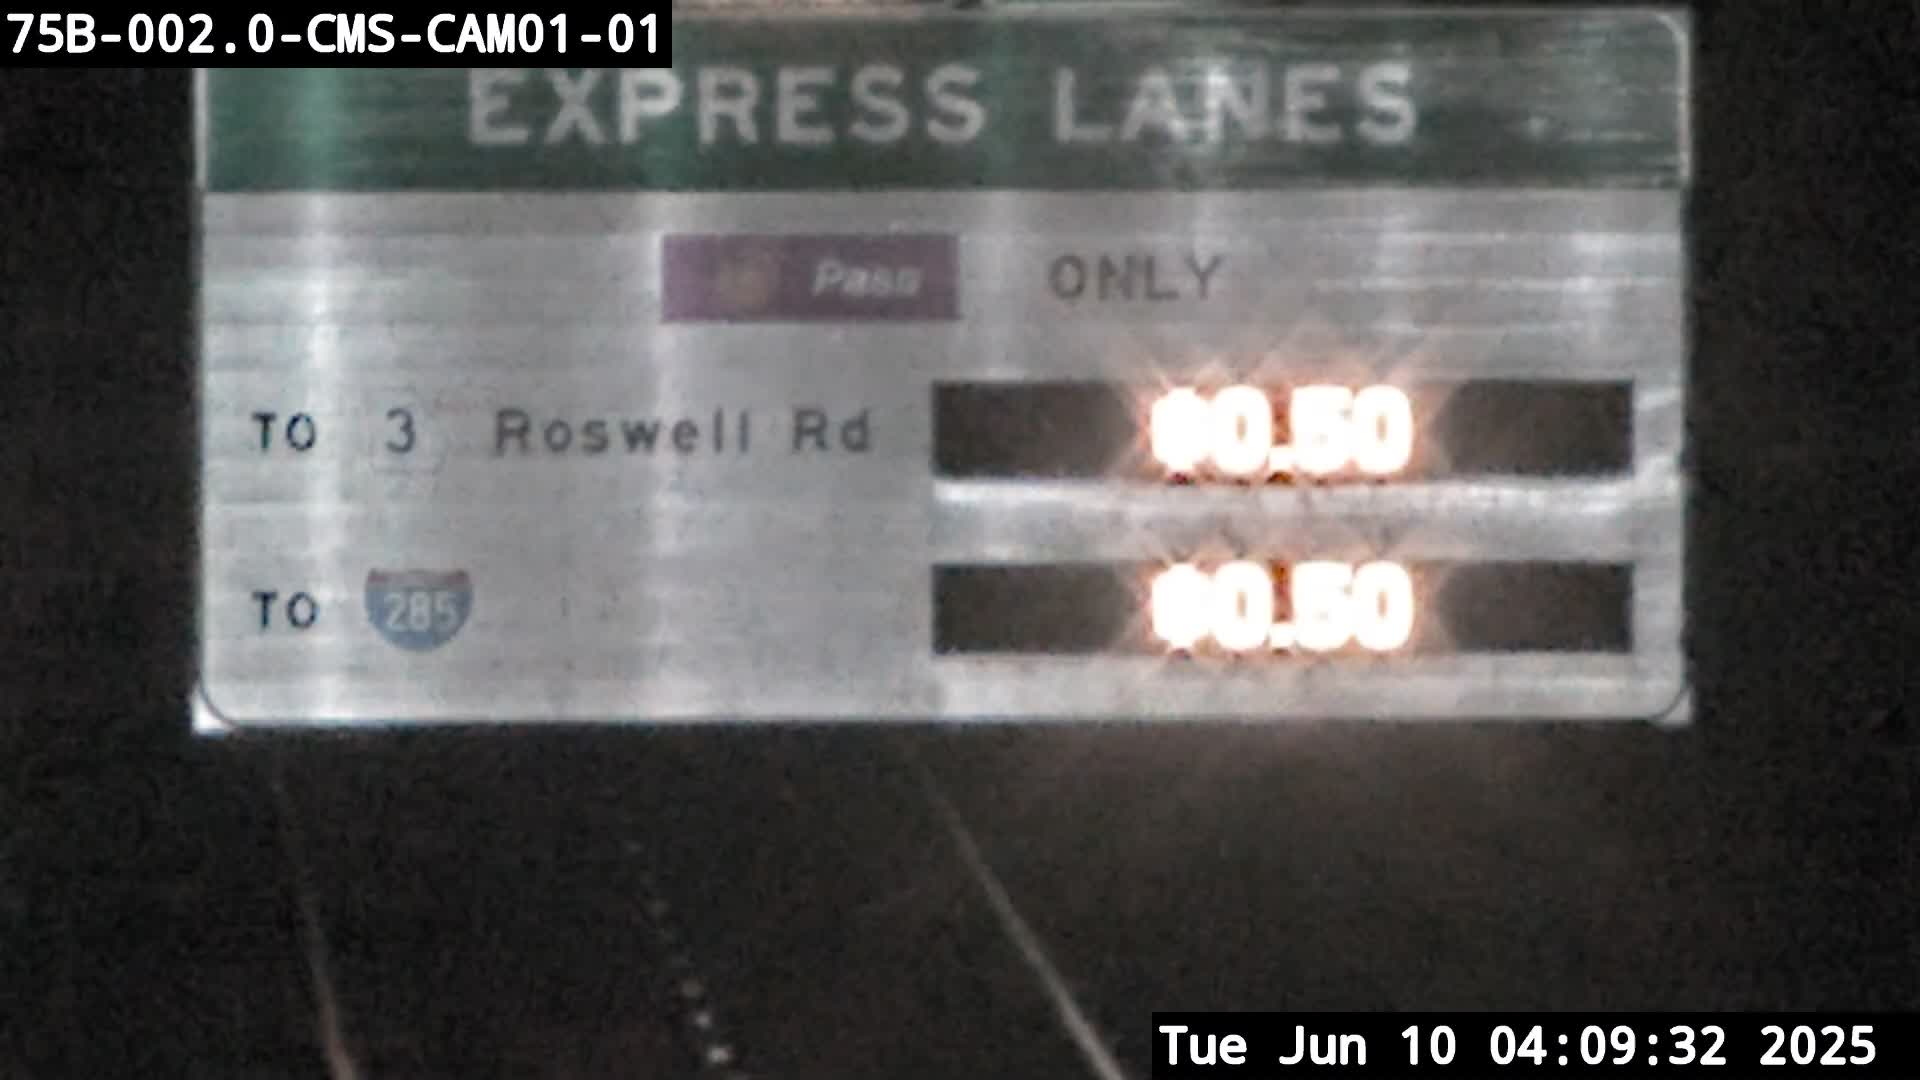 75B-002.0-CMS-CAM01-01
EXPRESS LANES
Pass ONLY
TO 3 Roswell Rd $0.50
TO 285 $0.50
Tue Jun 10 04:09:32 2025